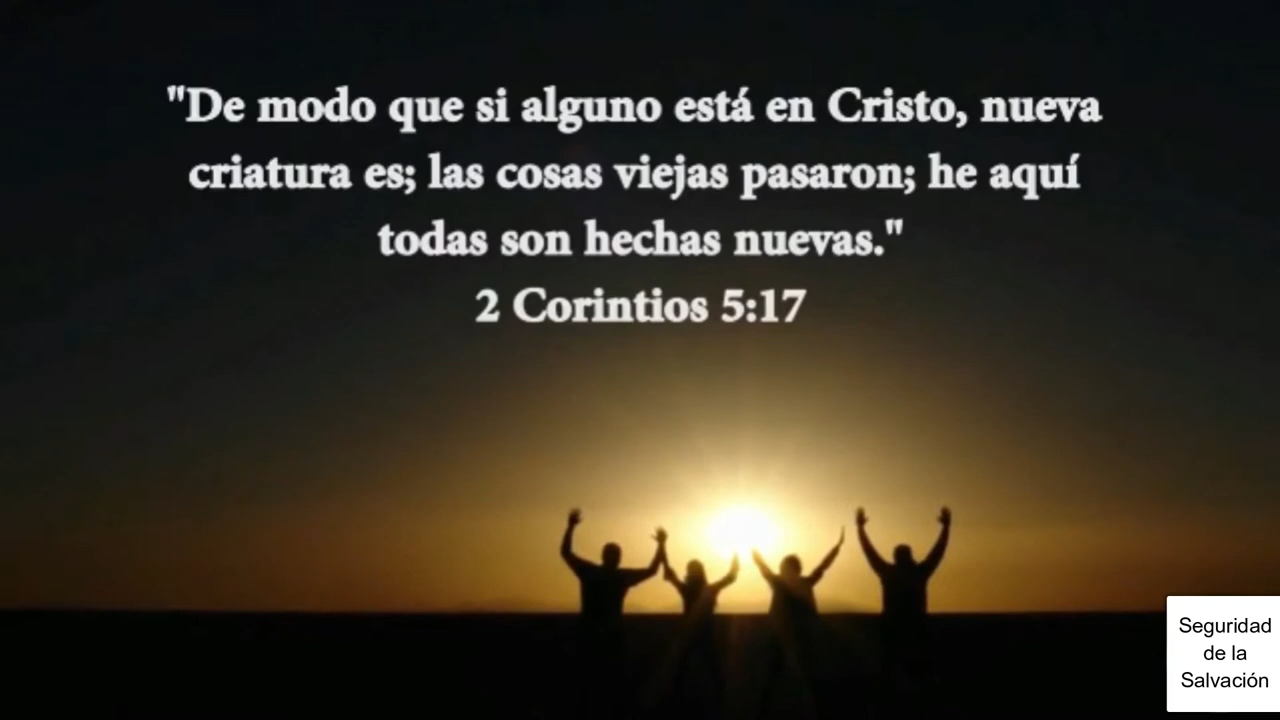 "De modo que si alguno está en Cristo, nueva
criatura es; las cosas viejas pasaron; he aquí
todas son hechas nuevas."
2 Corintios 5:17
Seguridad
de la
Salvación